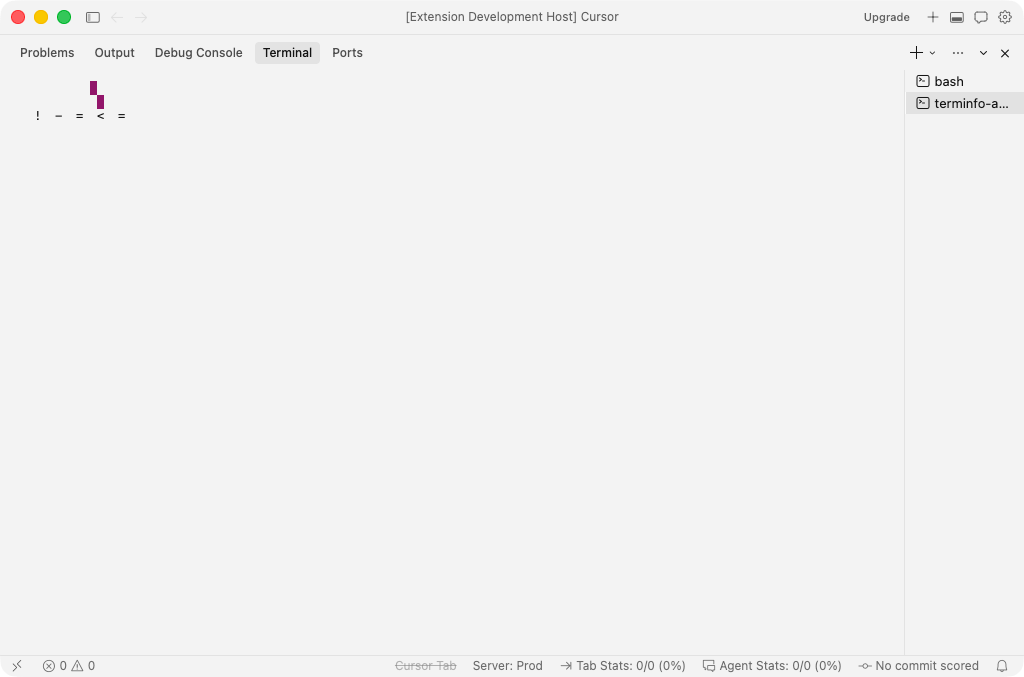 [Extension Development Host] Cursor
Upgrade
Problems Output Debug Console Terminal Ports
bash
terminfo-a...
! - = < =
0 0 Cursor Tab Server: Prod Tab Stats: 0/0 (0%) Agent Stats: 0/0 (0%) No commit scored